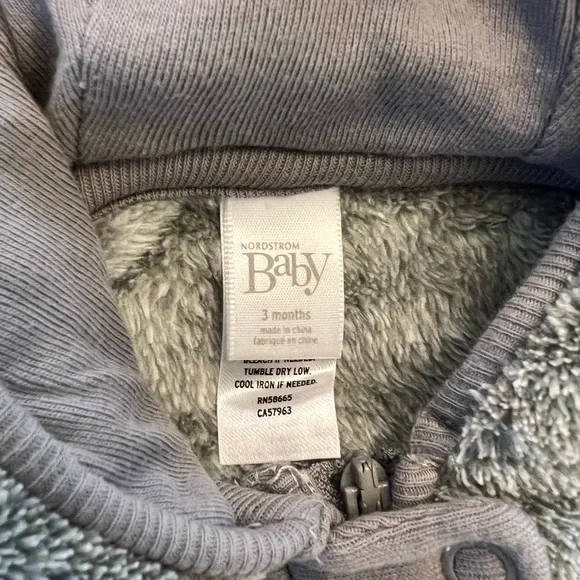 NORDSTROM
Baby
3 months
made in china
fabriqué en chine
BLEACH IF NEEDED.
TUMBLE DRY LOW.
COOL IRON IF NEEDED.
RN58665
CA57963